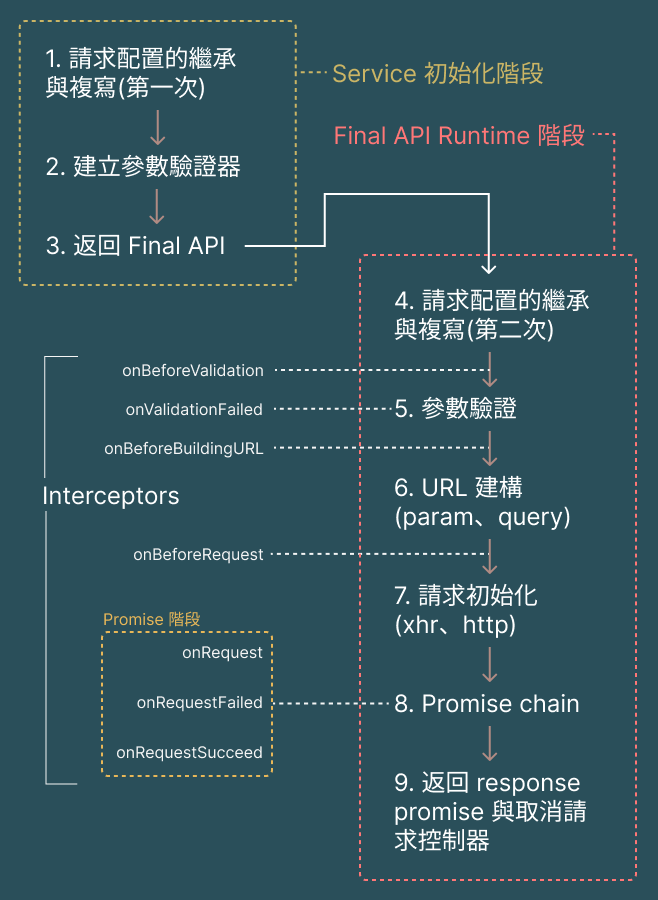 1. 請求配置的繼承
與複寫(第一次)
2. 建立參數驗證器
3. 返回 Final API
Service 初始化階段
Final API Runtime 階段
4. 請求配置的繼承
與複寫(第二次)
onBeforeValidation
onValidationFailed
5. 參數驗證
onBeforeBuildingURL
6. URL 建構
(param、query)
Interceptors
onBeforeRequest
7. 請求初始化
(xhr、http)
Promise 階段
onRequest
onRequestFailed
8. Promise chain
onRequestSucceed
9. 返回 response
promise 與取消請
求控制器